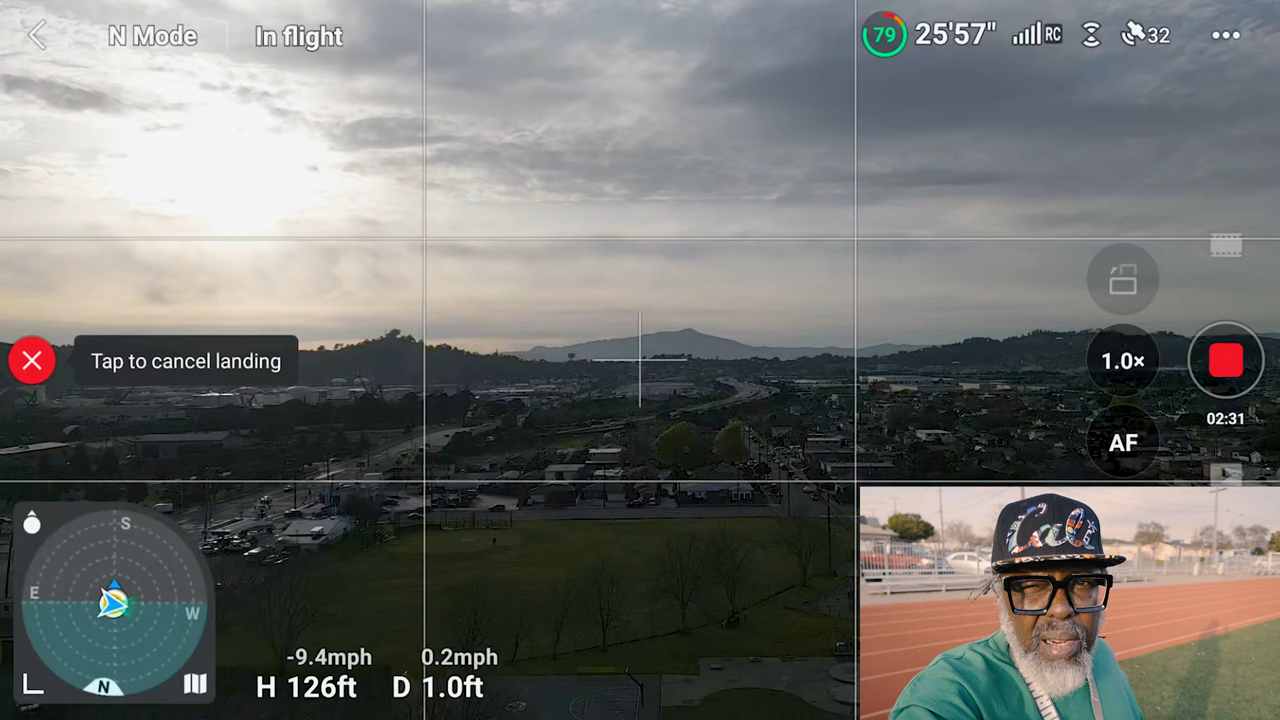 N Mode
In flight
79
25'57"
RC
32
Tap to cancel landing
1.0×
02:31
AF
S
E
W
N
-9.4mph
0.2mph
H 126ft
D 1.0ft
Cal